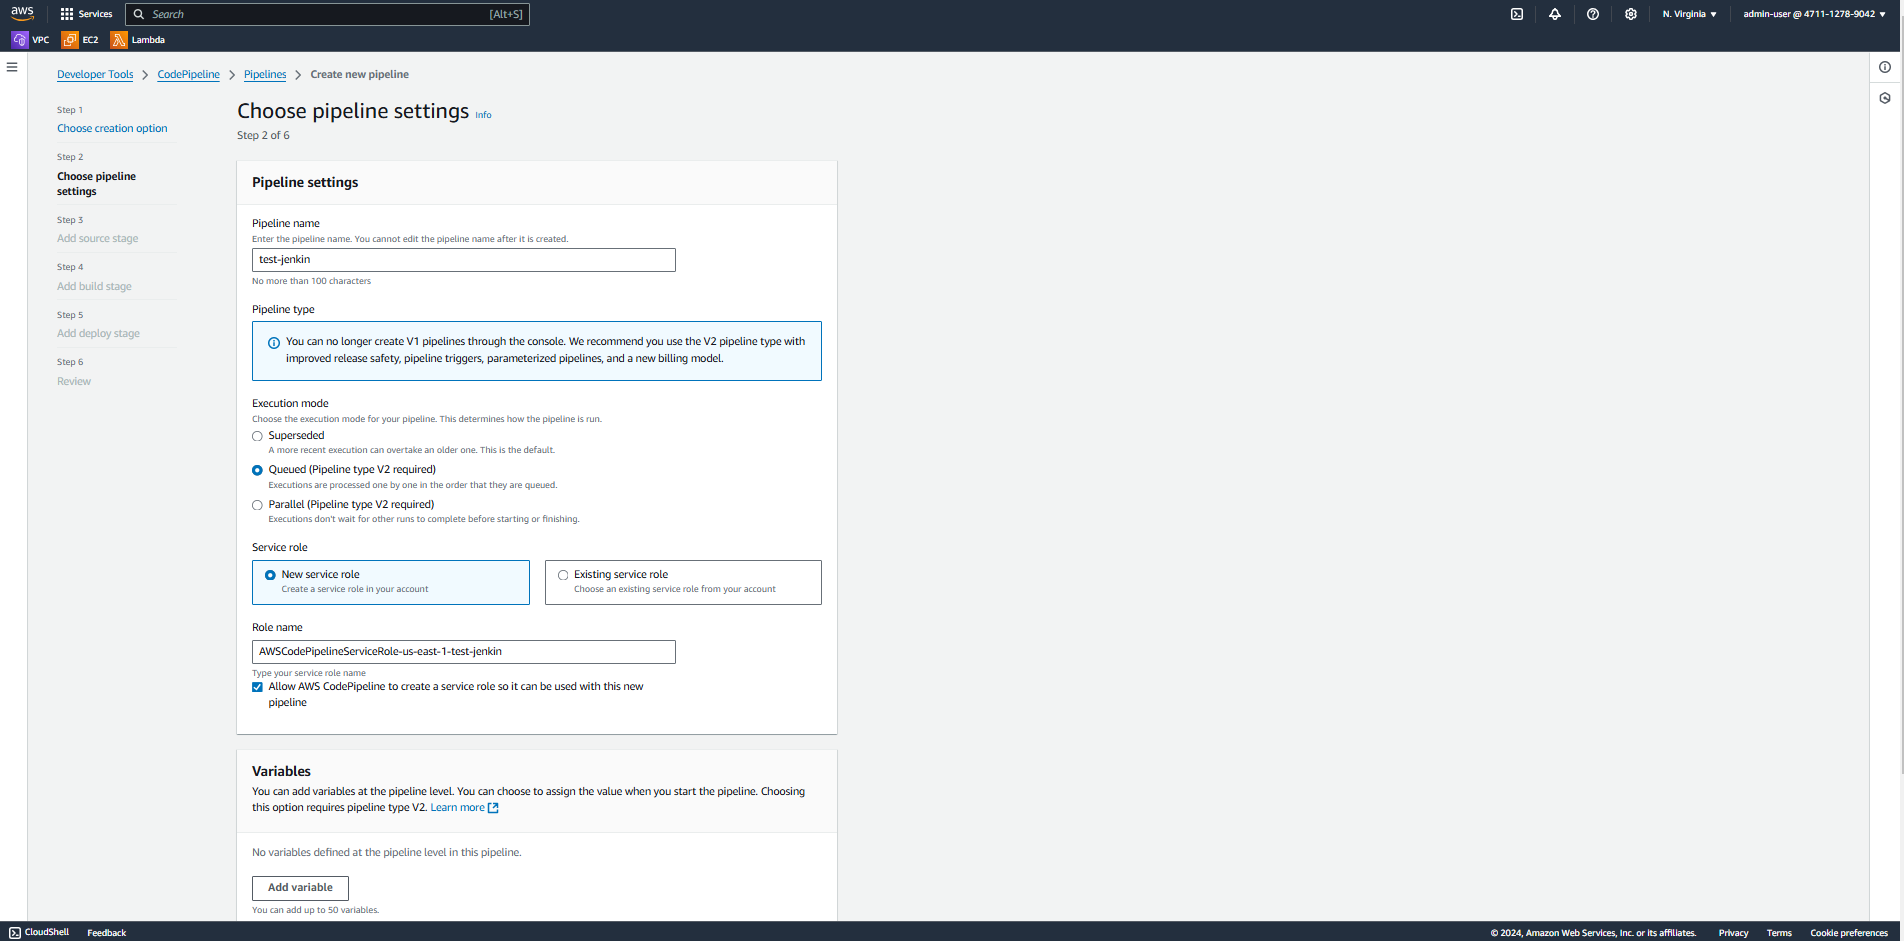 aws
Services
Search
[Alt+S]
N. Virginia ▼
admin-user @ 4711-1278-9042 ▼
VPC
EC2
Lambda
Developer Tools
CodePipeline
Pipelines
Create new pipeline
Step 1
Choose creation option
Step 2
Choose pipeline
settings
Step 3
Add source stage
Step 4
Add build stage
Step 5
Add deploy stage
Step 6
Review
Choose pipeline settings Info
Step 2 of 6
Pipeline settings
Pipeline name
Enter the pipeline name. You cannot edit the pipeline name after it is created.
test-jenkin
No more than 100 characters
Pipeline type
You can no longer create V1 pipelines through the console. We recommend you use the V2 pipeline type with
improved release safety, pipeline triggers, parameterized pipelines, and a new billing model.
Execution mode
Choose the execution mode for your pipeline. This determines how the pipeline is run.
Superseded
A more recent execution can overtake an older one. This is the default.
Queued (Pipeline type V2 required)
Executions are processed one by one in the order that they are queued.
Parallel (Pipeline type V2 required)
Executions don't wait for other runs to complete before starting or finishing.
Service role
New service role
Create a service role in your account
Existing service role
Choose an existing service role from your account
Role name
AWSCodePipelineServiceRole-us-east-1-test-jenkin
Type your service role name
Allow AWS CodePipeline to create a service role so it can be used with this new
pipeline
Variables
You can add variables at the pipeline level. You can choose to assign the value when you start the pipeline. Choosing
this option requires pipeline type V2. Learn more
No variables defined at the pipeline level in this pipeline.
Add variable
You can add up to 50 variables.
CloudShell
Feedback
© 2024, Amazon Web Services, Inc. or its affiliates.
Privacy
Terms
Cookie preferences